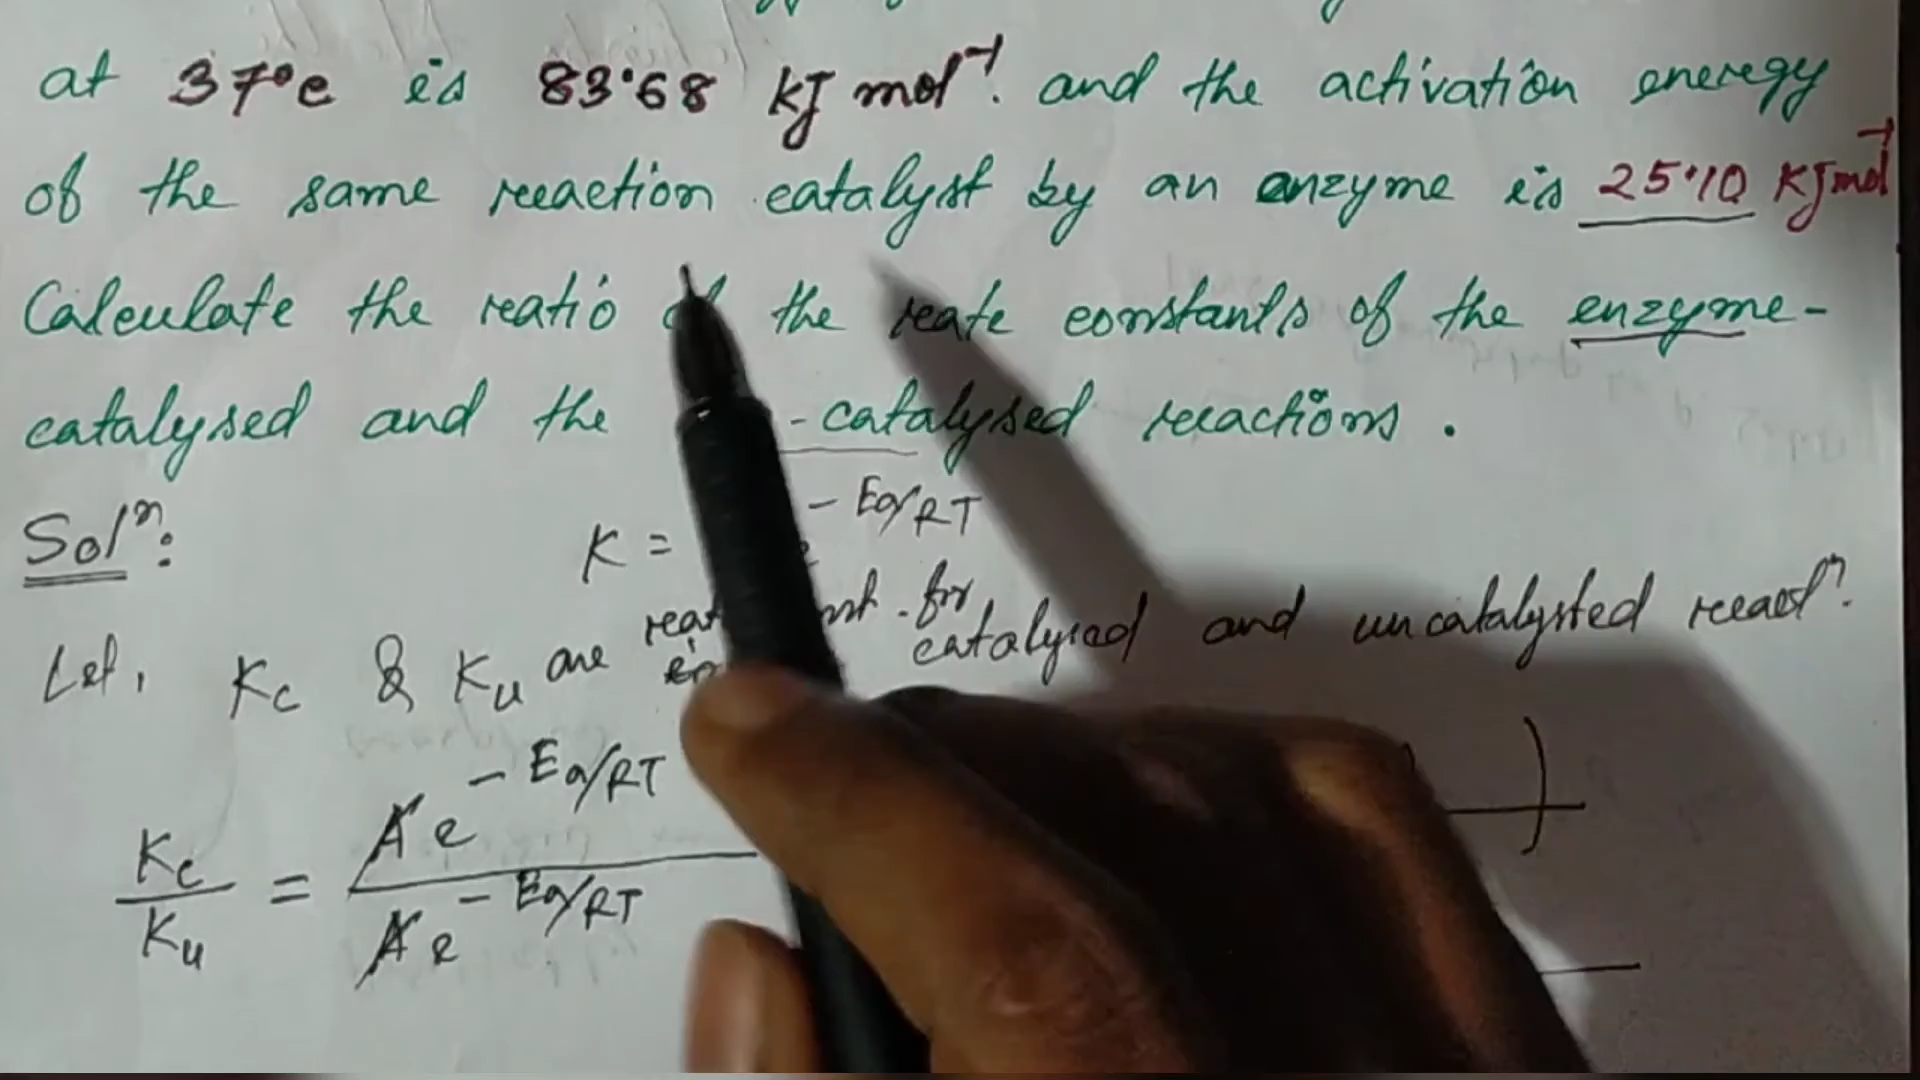 at 37°c is 83.68 kJ mol⁻¹. and the activation energy
of the same reaction catalyst by an enzyme is 25.10 KJ mol⁻¹
Calculate the ratio the rate constants of the enzyme-
catalysed and the -catalysed reactions.
Solⁿ: K = - Ea/RT
Let, Kc & Ku are for catalysed and uncatalysted reactⁿ.
Kc/Ku = A e^(- Ea/RT) / A e^(- Ea/RT)